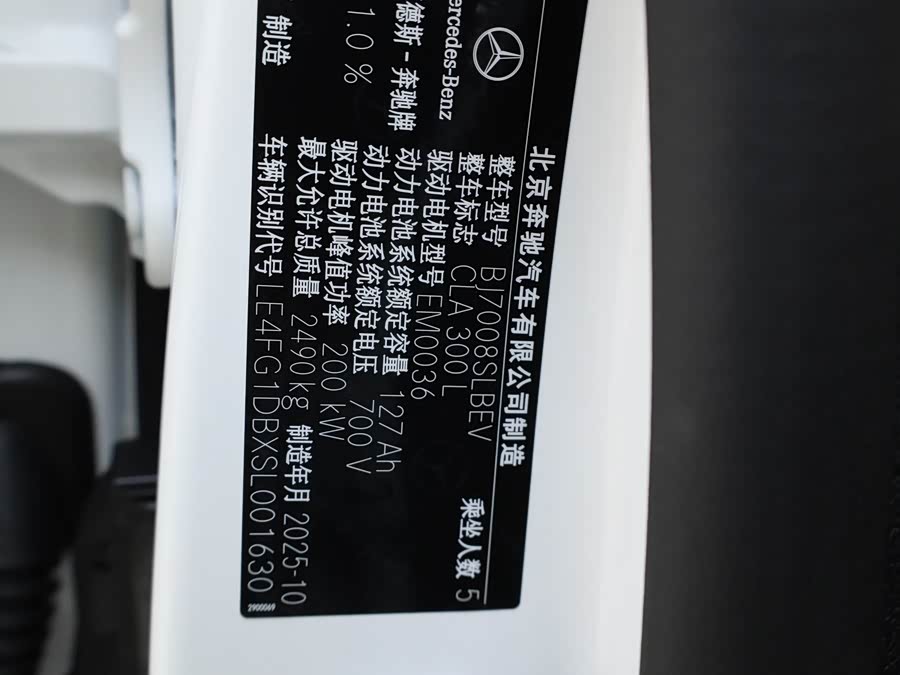 北京奔驰汽车有限公司制造
Mercedes-Benz
德斯-奔驰牌
1.0 %
制造
整车型号 BJ7008SLBEV
整车标志 CLA 300 L 乘坐人数 5
驱动电机型号 EM0036
动力电池系统额定容量 127 Ah
动力电池系统额定电压 700 V
驱动电机峰值功率 200 kW
最大允许总质量 2490kg 制造年月 2025-10
车辆识别代号 LE4FG1DBXSL001630
2900069